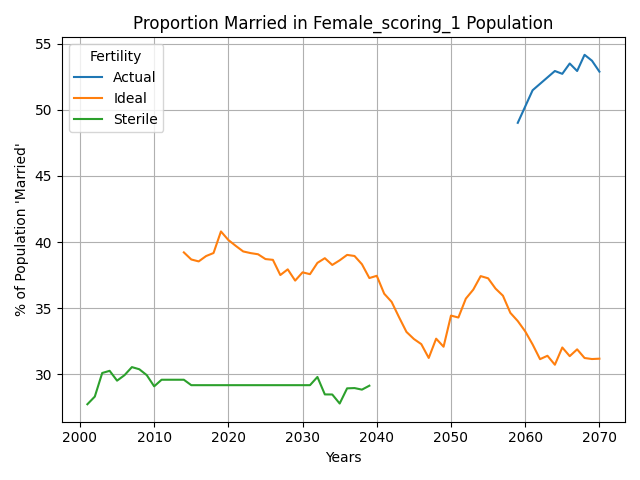 Proportion Married in Female_scoring_1 Population
Fertility
Actual
Ideal
Sterile
% of Population 'Married'
55
50
45
40
35
30
2000 2010 2020 2030 2040 2050 2060 2070
Years